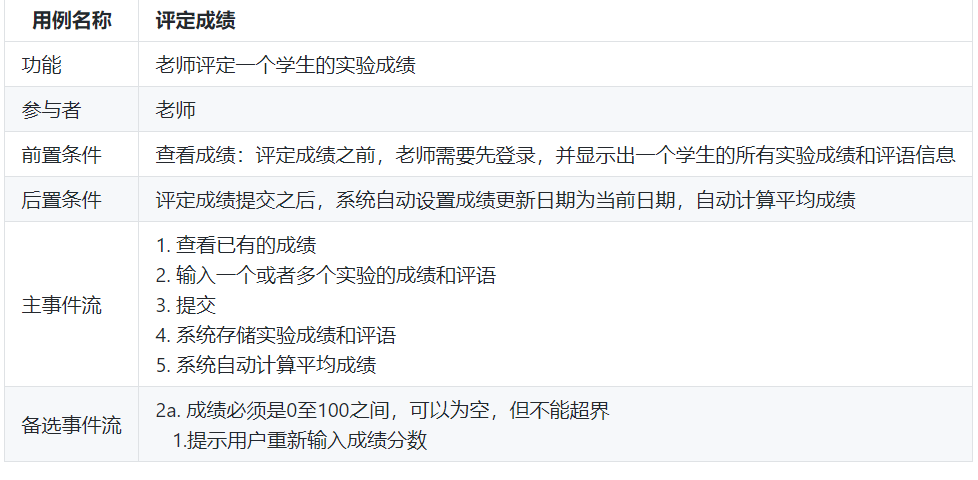 用例名称 评定成绩
功能 老师评定一个学生的实验成绩
参与者 老师
前置条件 查看成绩：评定成绩之前，老师需要先登录，并显示出一个学生的所有实验成绩和评语信息
后置条件 评定成绩提交之后，系统自动设置成绩更新日期为当前日期，自动计算平均成绩
主事件流
1. 查看已有的成绩
2. 输入一个或者多个实验的成绩和评语
3. 提交
4. 系统存储实验成绩和评语
5. 系统自动计算平均成绩
备选事件流
2a. 成绩必须是0至100之间，可以为空，但不能超界
1.提示用户重新输入成绩分数